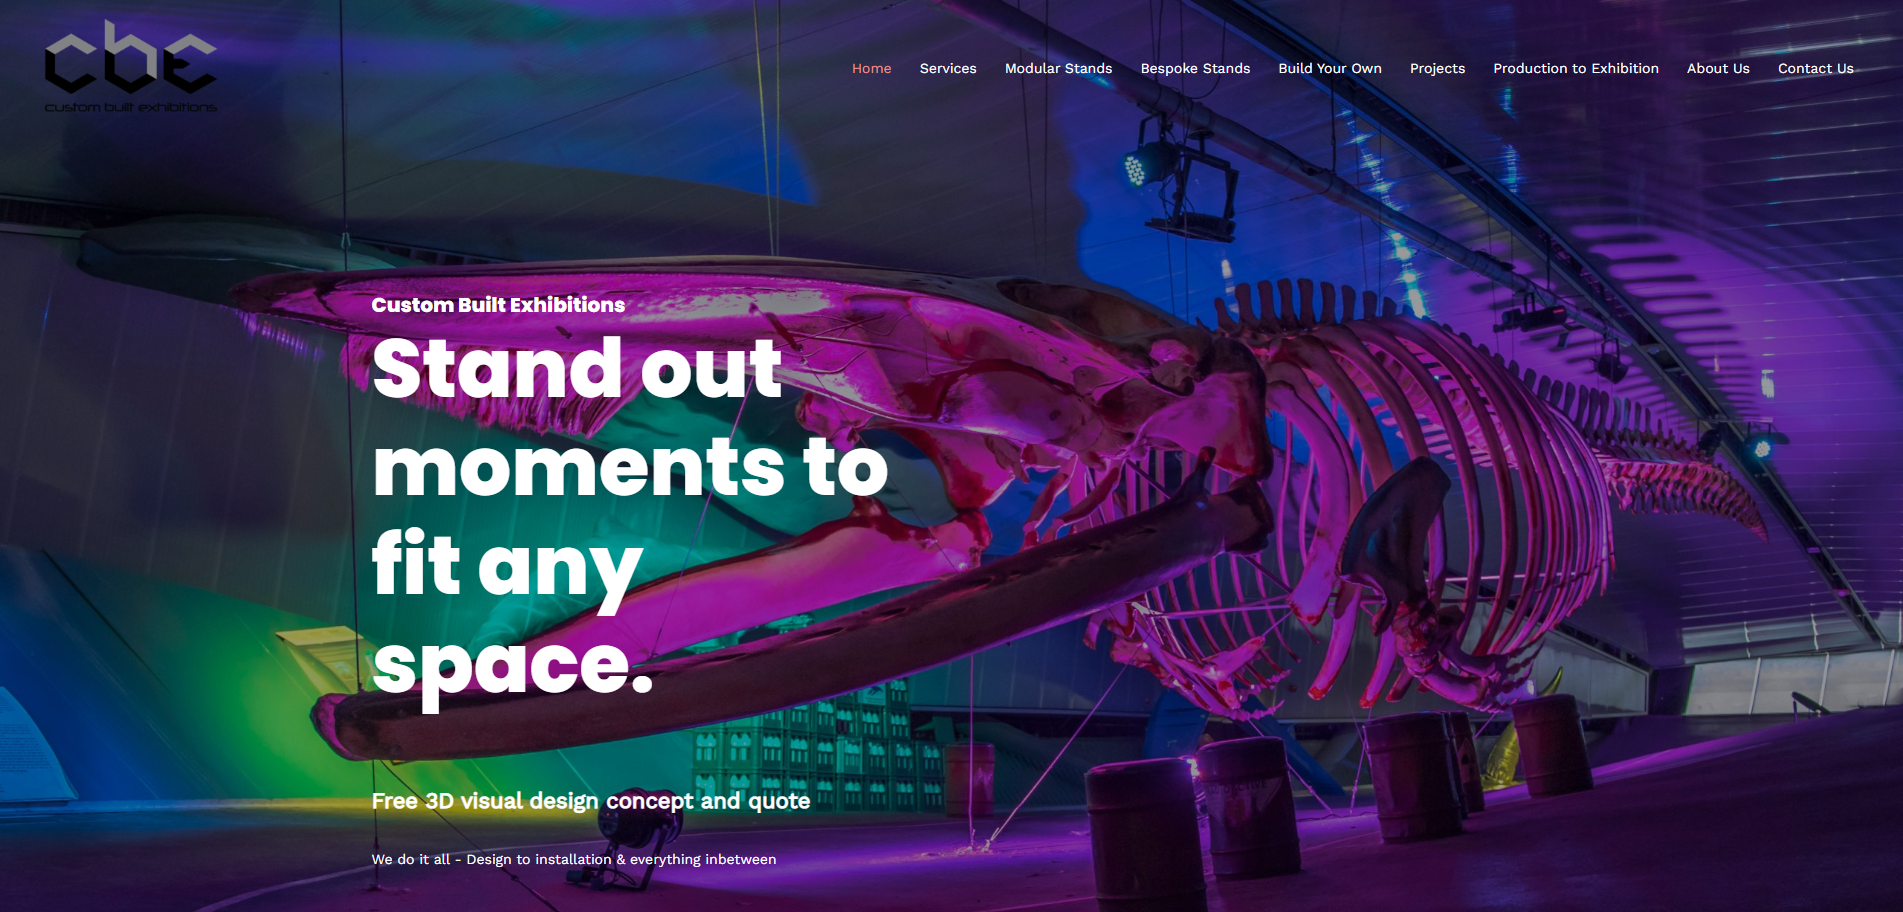 cbe
custom built exhibitions
Home Services Modular Stands Bespoke Stands Build Your Own Projects Production to Exhibition About Us Contact Us
Custom Built Exhibitions
Stand out
moments to
fit any
space.
Free 3D visual design concept and quote
We do it all - Design to installation & everything inbetween